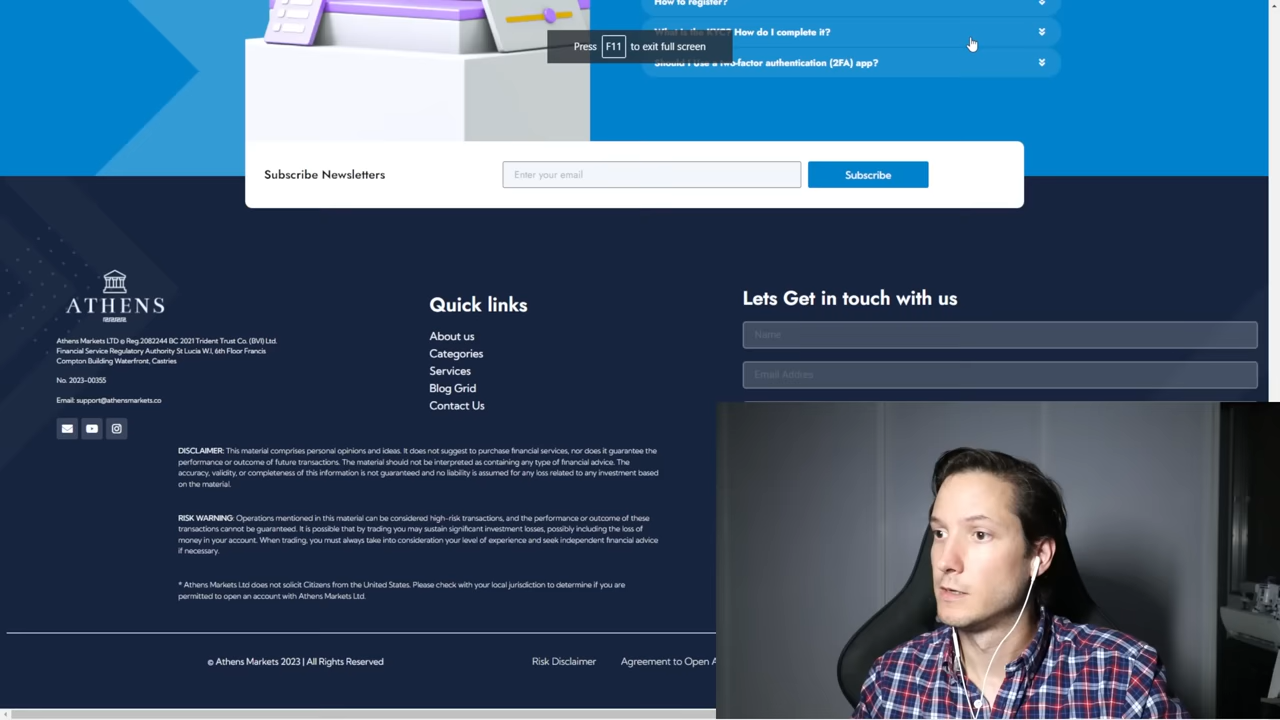 How to register?
What is the KYC? How do I complete it?
Press F11 to exit full screen
Should I use a two-factor authentication (2FA) app?
Subscribe Newsletters
Enter your email
Subscribe
ATHENS
Athens Markets LTD © Reg.2082244 BC 2021 Trident Trust Co. (BVI) Ltd.
Financial Service Regulatory Authority St Lucia W.I, 6th Floor Francis
Compton Building Waterfront, Castries
No. 2023-00355
Email: support@athensmarkets.co
Quick links
About us
Categories
Services
Blog Grid
Contact Us
Lets Get in touch with us
Name
Email Addres
DISCLAIMER: This material comprises personal opinions and ideas. It does not suggest to purchase financial services, nor does it guarantee the
performance or outcome of future transactions. The material should not be interpreted as containing any type of financial advice. The
accuracy, validity, or completeness of this information is not guaranteed and no liability is assumed for any loss related to any investment based
on the material.
RISK WARNING: Operations mentioned in this material can be considered high-risk transactions, and the performance or outcome of these
transactions cannot be guaranteed. It is possible that by trading you may sustain significant investment losses, possibly including the loss of
money in your account. When trading, you must always take into consideration your level of experience and seek independent financial advice
if necessary.
* Athens Markets Ltd does not solicit Citizens from the United States. Please check with your local jurisdiction to determine if you are
permitted to open an account with Athens Markets Ltd.
© Athens Markets 2023 | All Rights Reserved
Risk Disclaimer
Agreement to Open A